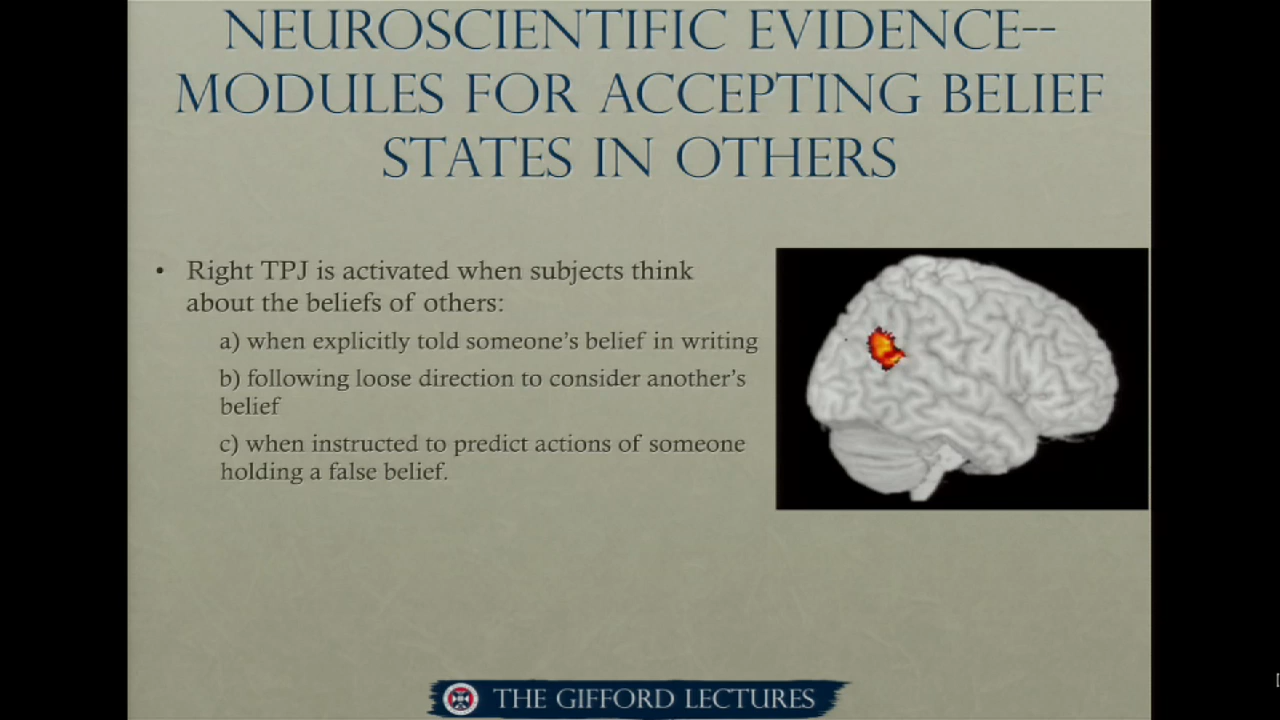 NEUROSCIENTIFIC EVIDENCE--
MODULES FOR ACCEPTING BELIEF
STATES IN OTHERS
• Right TPJ is activated when subjects think
about the beliefs of others:
a) when explicitly told someone's belief in writing
b) following loose direction to consider another's
belief
c) when instructed to predict actions of someone
holding a false belief.
THE GIFFORD LECTURES